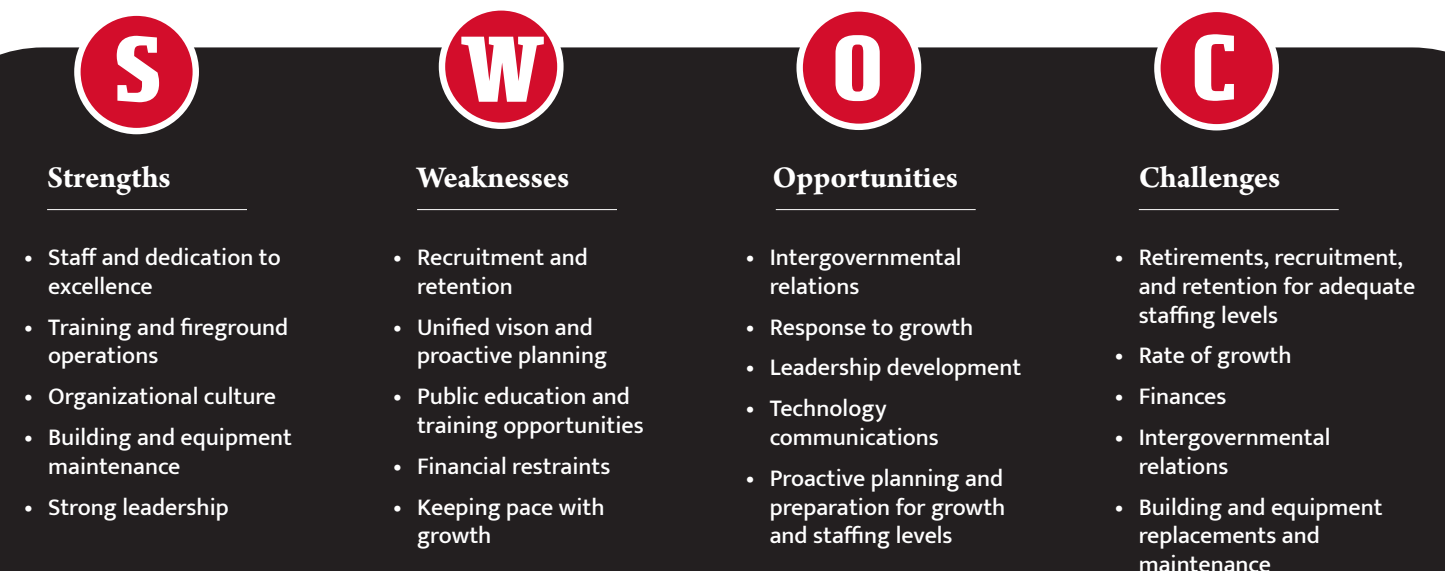 S
W
O
C
Strengths
• Staff and dedication to
excellence
• Training and fireground
operations
• Organizational culture
• Building and equipment
maintenance
• Strong leadership
Weaknesses
• Recruitment and
retention
• Unified vison and
proactive planning
• Public education and
training opportunities
• Financial restraints
• Keeping pace with
growth
Opportunities
• Intergovernmental
relations
• Response to growth
• Leadership development
• Technology
communications
• Proactive planning and
preparation for growth
and staffing levels
Challenges
• Retirements, recruitment,
and retention for adequate
staffing levels
• Rate of growth
• Finances
• Intergovernmental
relations
• Building and equipment
replacements and
maintenance